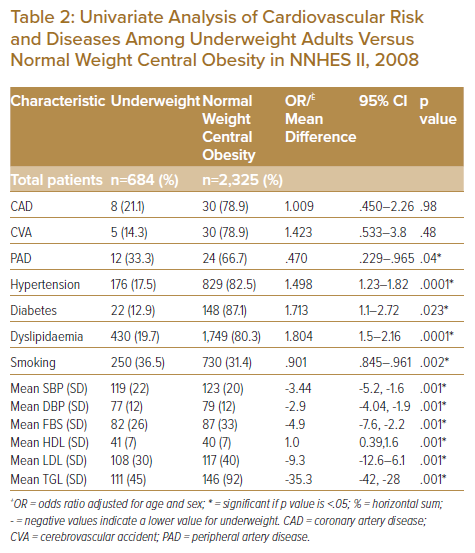 Table 2: Univariate Analysis of Cardiovascular Risk
and Diseases Among Underweight Adults Versus
Normal Weight Central Obesity in NNHES II, 2008
Characteristic Underweight Normal Weight Central Obesity OR/£ Mean Difference 95% CI p value
Total patients n=684 (%) n=2,325 (%)
CAD 8 (21.1) 30 (78.9) 1.009 .450–2.26 .98
CVA 5 (14.3) 30 (78.9) 1.423 .533–3.8 .48
PAD 12 (33.3) 24 (66.7) .470 .229–.965 .04*
Hypertension 176 (17.5) 829 (82.5) 1.498 1.23–1.82 .0001*
Diabetes 22 (12.9) 148 (87.1) 1.713 1.1–2.72 .023*
Dyslipidaemia 430 (19.7) 1,749 (80.3) 1.804 1.5–2.16 .0001*
Smoking 250 (36.5) 730 (31.4) .901 .845–.961 .002*
Mean SBP (SD) 119 (22) 123 (20) -3.44 -5.2, -1.6 .001*
Mean DBP (SD) 77 (12) 79 (12) -2.9 -4.04, -1.9 .001*
Mean FBS (SD) 82 (26) 87 (33) -4.9 -7.6, -2.2 .001*
Mean HDL (SD) 41 (7) 40 (7) 1.0 0.39,1.6 .001*
Mean LDL (SD) 108 (30) 117 (40) -9.3 -12.6–6.1 .001*
Mean TGL (SD) 111 (45) 146 (92) -35.3 -42, -28 .001*
OR = odds ratio adjusted for age and sex; * = significant if p value is <.05; % = horizontal sum;
- = negative values indicate a lower value for underweight. CAD = coronary artery disease;
CVA = cerebrovascular accident; PAD = peripheral artery disease.